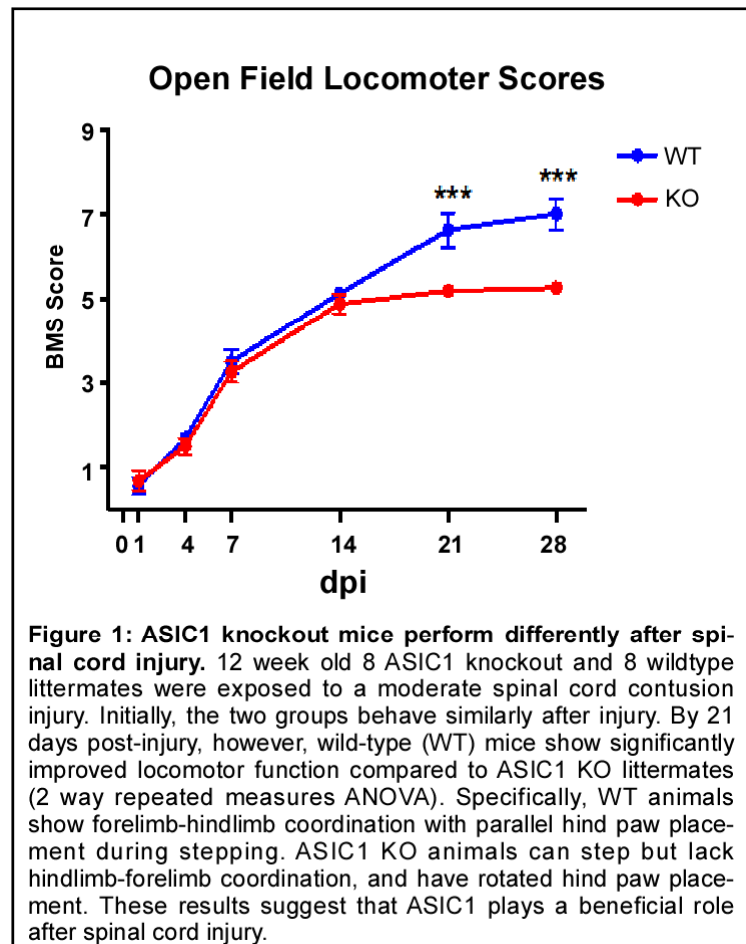 Open Field Locomoter Scores
9
7
5
3
1
BMS Score
***
***
WT
KO
0 1 4 7 14 21 28
dpi
Figure 1: ASIC1 knockout mice perform differently after spi-
nal cord injury. 12 week old 8 ASIC1 knockout and 8 wildtype
littermates were exposed to a moderate spinal cord contusion
injury. Initially, the two groups behave similarly after injury. By 21
days post-injury, however, wild-type (WT) mice show significantly
improved locomotor function compared to ASIC1 KO littermates
(2 way repeated measures ANOVA). Specifically, WT animals
show forelimb-hindlimb coordination with parallel hind paw place-
ment during stepping. ASIC1 KO animals can step but lack
hindlimb-forelimb coordination, and have rotated hind paw place-
ment. These results suggest that ASIC1 plays a beneficial role
after spinal cord injury.